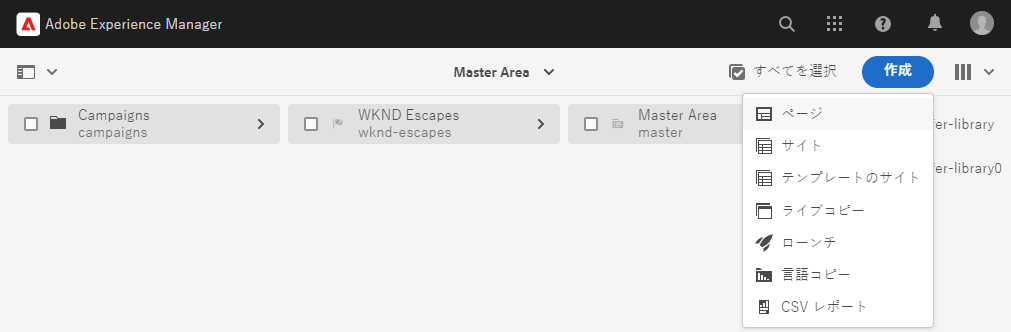 Adobe Experience Manager
Master Area
すべてを選択
作成
Campaigns
campaigns
WKND Escapes
wknd-escapes
Master Area
master
fer-library
fer-library0
ページ
サイト
テンプレートのサイト
ライブコピー
ローンチ
言語コピー
CSV レポート